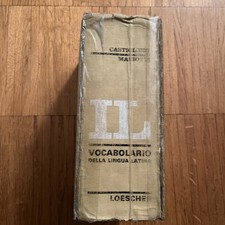 CASTIGLIONI
MARIOTTI
IL
VOCABOLARIO
DELLA LINGUA LATINA
LOESCHER